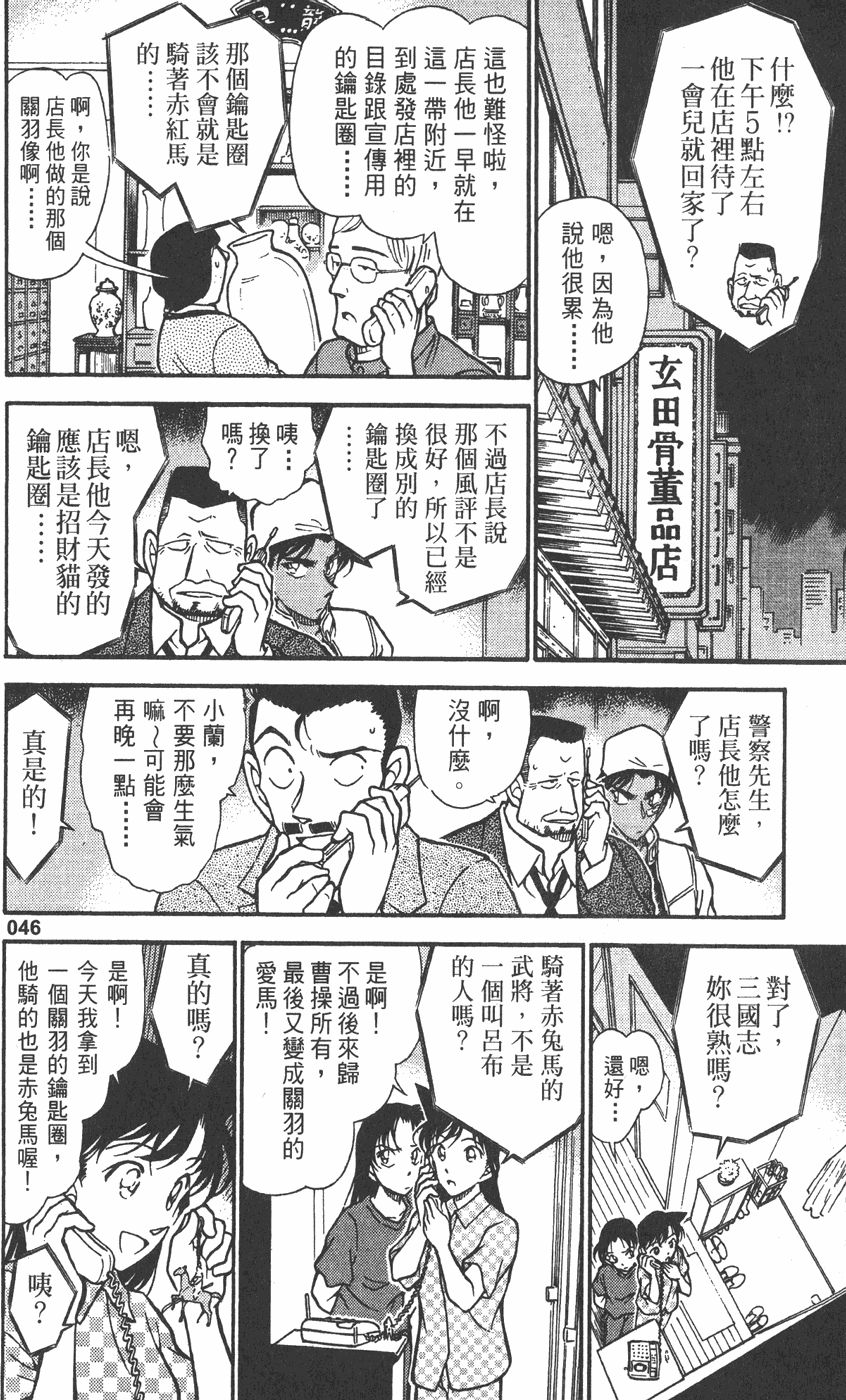 什麼!?
下午5點左右
他在店裡待了
一會兒就回家了?
嗯,因為他
說他很累……
玄田骨董品店
龍
這也難怪啦,
店長他一早就在
這一帶附近,
到處發店裡的
目錄跟宣傳用
的鑰匙圈……
那個鑰匙圈
該不會就是
騎著赤紅馬
的……
啊,你是說
店長他做的那個
關羽像啊……
不過店長說
那個風評不是
很好,所以已經
換成別的
鑰匙圈了
……
咦…
換了
嗎?
嗯,
店長他今天發的
應該是招財貓的
鑰匙圈……
警察先生,
店長他怎麼
了嗎?
啊,
沒什麼。
小蘭,
不要那麼生氣
嘛~可能會
再晚一點……
真是的!
046
對了,
三國志
妳很熟嗎?
嗯,
還好…
騎著赤兔馬的
武將,不是
一個叫呂布
的人嗎?
是啊!
不過後來歸
曹操所有,
最後又變成關羽的
愛馬!
真的嗎?
是啊!
今天我拿到
一個關羽的鑰匙圈,
他騎的也是赤兔馬喔!
咦?